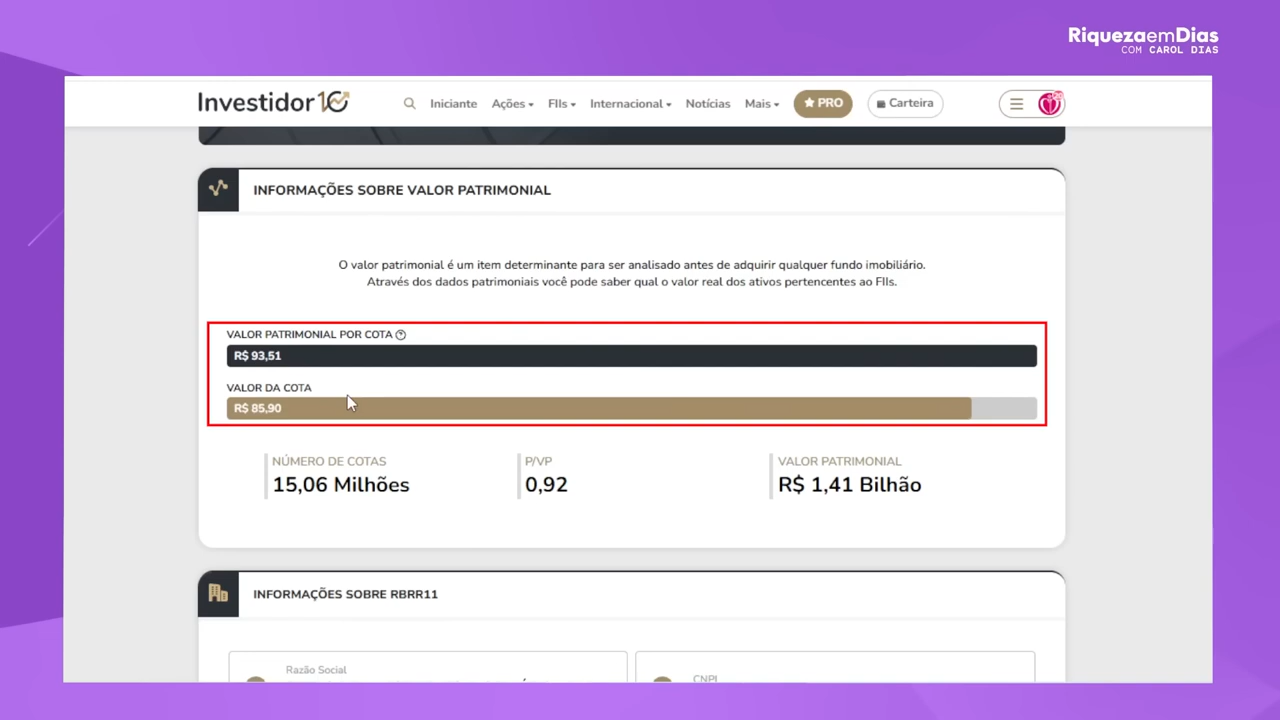 RiquezaemDias
COM CAROL DIAS
Investidor10
Iniciante Ações FIIs Internacional Notícias Mais PRO Carteira
INFORMAÇÕES SOBRE VALOR PATRIMONIAL
O valor patrimonial é um item determinante para ser analisado antes de adquirir qualquer fundo imobiliário.
Através dos dados patrimoniais você pode saber qual o valor real dos ativos pertencentes ao FIIs.
VALOR PATRIMONIAL POR COTA ?
R$ 93,51
VALOR DA COTA
R$ 85,90
NÚMERO DE COTAS P/VP VALOR PATRIMONIAL
15,06 Milhões 0,92 R$ 1,41 Bilhão
INFORMAÇÕES SOBRE RBRR11
Razão Social
CNPJ